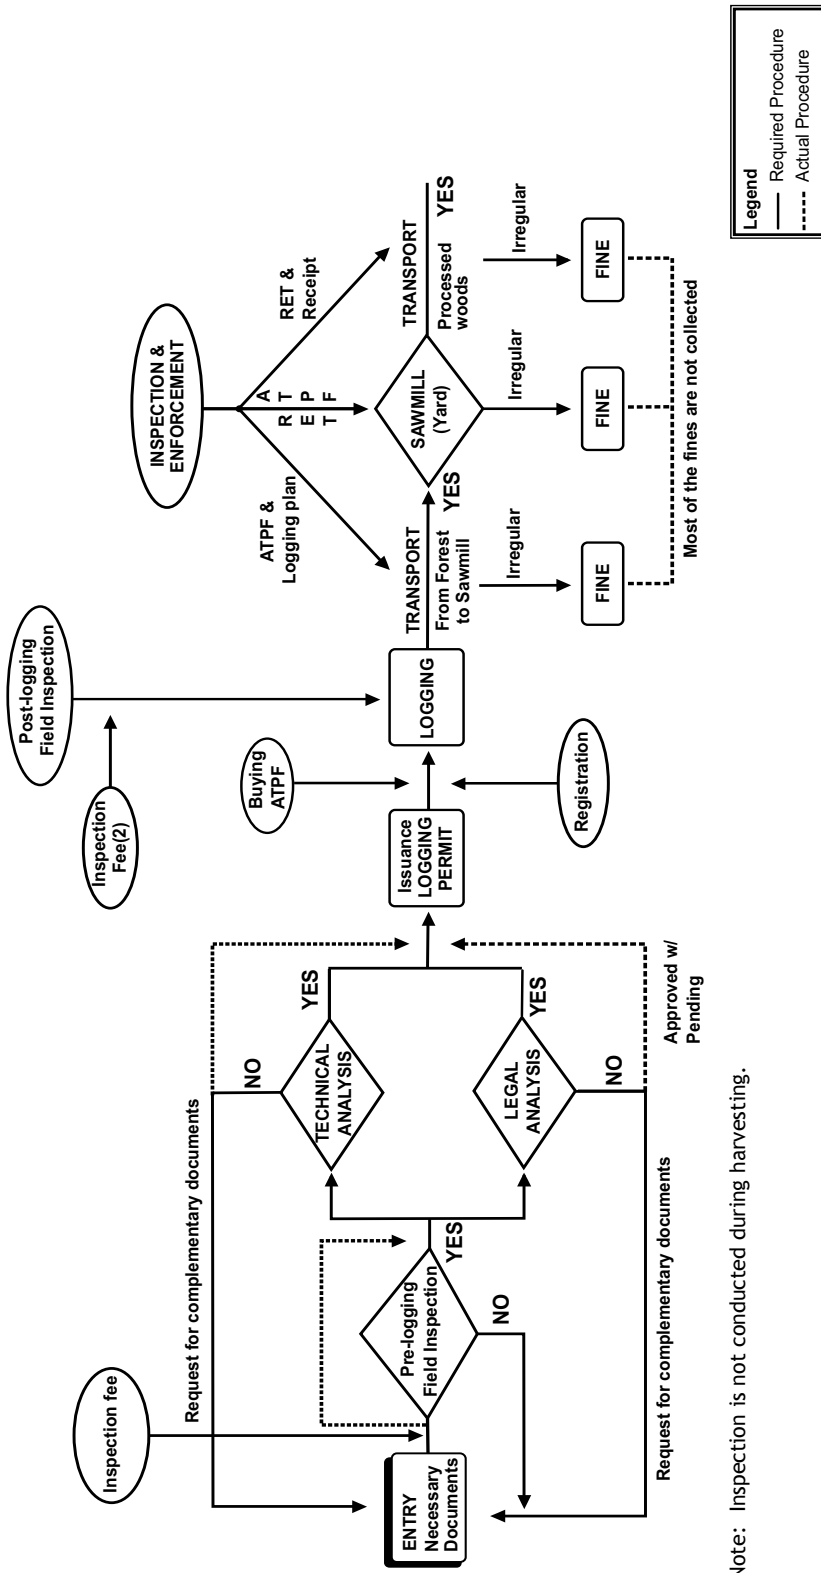 Inspection fee
Request for complementary documents
ENTRY
Necessary
Documents
Pre-logging
Field Inspection
YES
NO
TECHNICAL
ANALYSIS
NO
YES
LEGAL
ANALYSIS
YES
NO
Request for complementary documents
Approved w/
Pending
Issuance
LOGGING
PERMIT
Buying
ATPF
Registration
Inspection
Fee(2)
Post-logging
Field Inspection
LOGGING
TRANSPORT
From Forest
to Sawmill
INSPECTION &
ENFORCEMENT
ATPF &
Logging plan
A T P F
R E T
RET &
Receipt
YES
SAWMILL
(Yard)
TRANSPORT
Processed
woods
YES
Irregular
Irregular
Irregular
FINE
FINE
FINE
Most of the fines are not collected
Note: Inspection is not conducted during harvesting.
Legend
Required Procedure
Actual Procedure